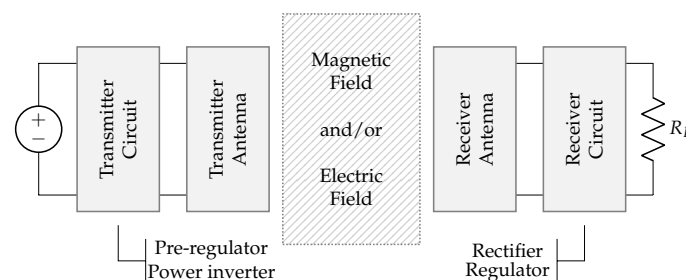 Transmitter
Circuit
Transmitter
Antenna
Magnetic
Field
and/or
Electric
Field
Receiver
Antenna
Receiver
Circuit
+
−
Pre-regulator
Power inverter
Rectifier
Regulator